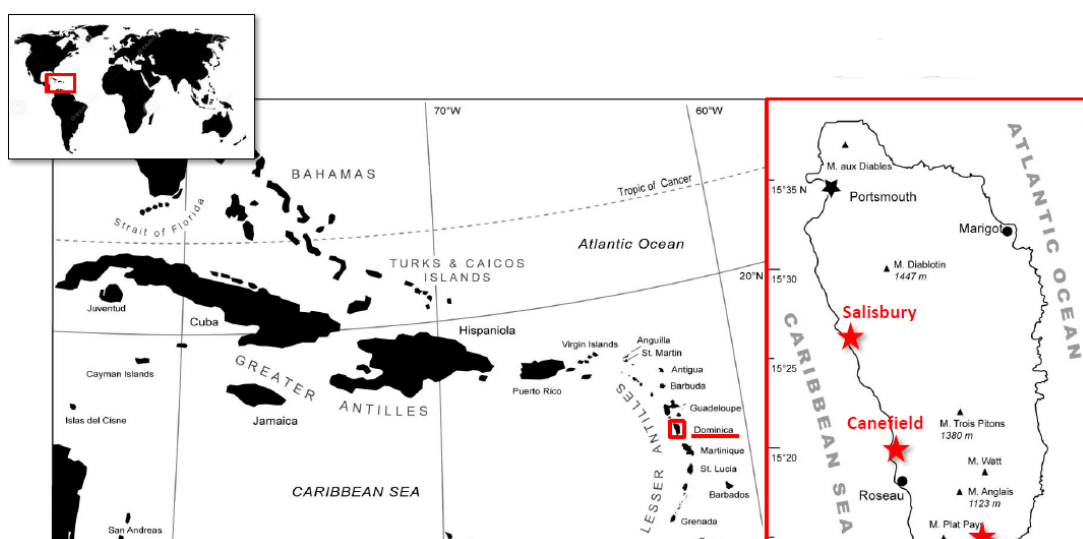 70°W
60°W
BAHAMAS
Tropic of Cancer
Strait of Florida
Atlantic Ocean
TURKS & CAICOS
ISLANDS
20°N
Juventud
Cuba
Hispaniola
Virgin Islands
Anguilla
St. Martin
Cayman Islands
GREATER
ANTILLES
Puerto Rico
Antigua
Barbuda
Islas del Cisne
Jamaica
Guadeloupe
Dominica
LESSER ANTILLES
Martinique
St. Lucia
CARIBBEAN SEA
Barbados
Grenada
San Andreas
ATLANTIC OCEAN
M. aux Diables
15°35 N
Portsmouth
Marigot
M. Diablotin
1447 m
15°30
Salisbury
CARIBBEAN SEA
15°25
Canefield
M. Trois Pitons
1380 m
15°20
M. Watt
Roseau
M. Anglais
1123 m
M. Plat Pays